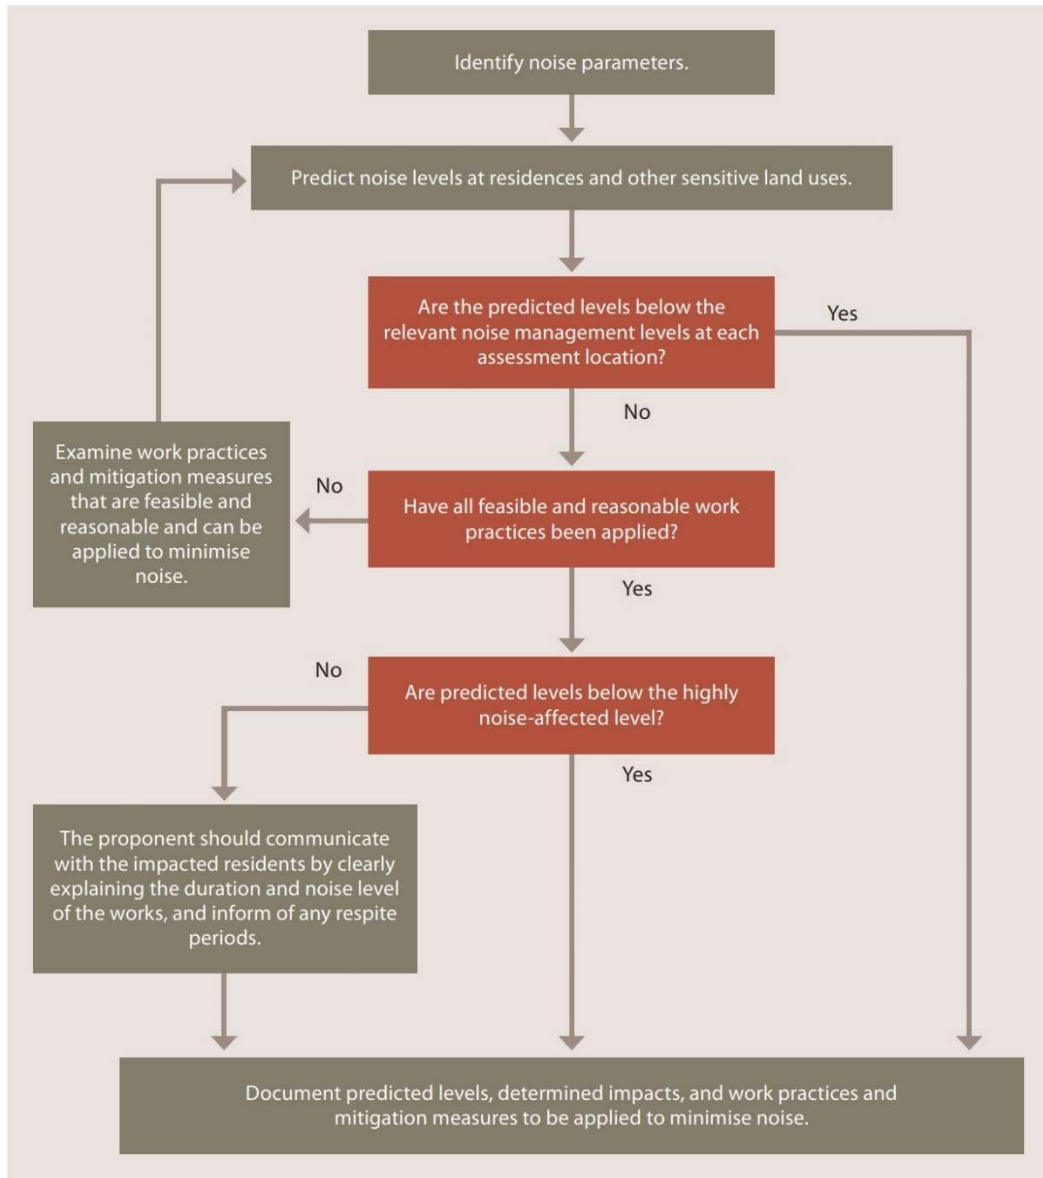 Identify noise parameters.
Predict noise levels at residences and other sensitive land uses.
Are the predicted levels below the
relevant noise management levels at each
assessment location?
Yes
No
Examine work practices
and mitigation measures
that are feasible and
reasonable and can be
applied to minimise
noise.
No
Have all feasible and reasonable work
practices been applied?
Yes
No
Are predicted levels below the highly
noise-affected level?
Yes
The proponent should communicate
with the impacted residents by clearly
explaining the duration and noise level
of the works, and inform of any respite
periods.
Document predicted levels, determined impacts, and work practices and
mitigation measures to be applied to minimise noise.